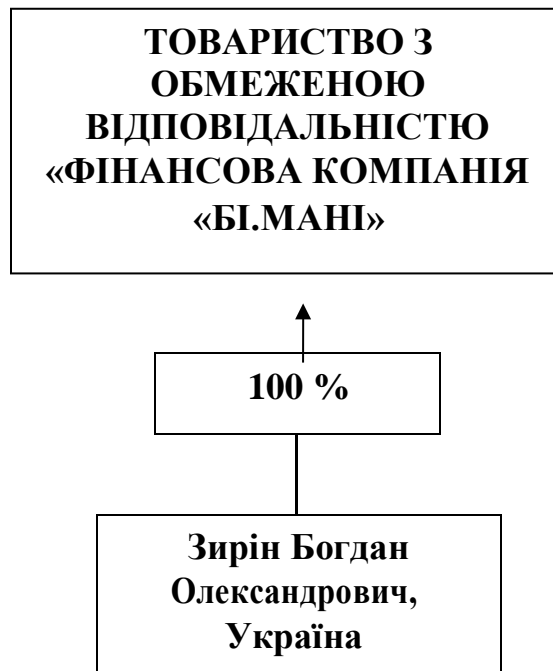 ТОВАРИСТВО З
ОБМЕЖЕНОЮ
ВІДПОВІДАЛЬНІСТЮ
«ФІНАНСОВА КОМПАНІЯ
«БІ.МАНІ»
100 %
Зирін Богдан
Олександрович,
Україна